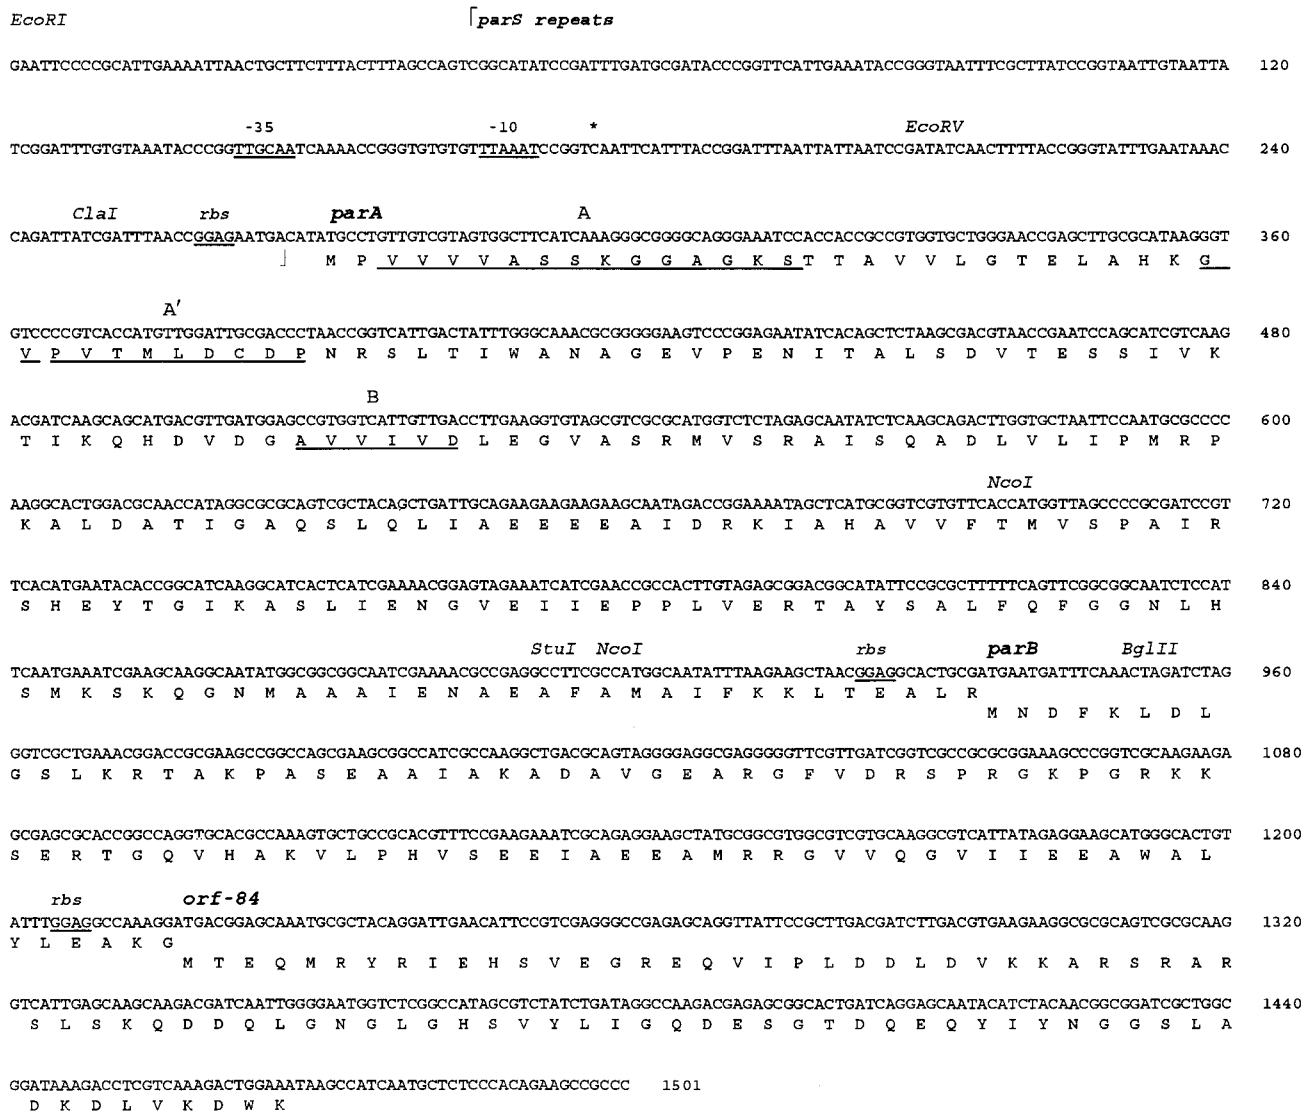 EcoRI parS repeats
GAATTCCCCGCATTGAAAATTAACTGCTTCTTTACTTTAGCCAGTCGGCATATCCGATTTGATGCGATACCCGGTTCATTGAAATACCGGGTAATTTCGCTTATCCGGTAATTGTAATTA 120
-35 -10 * EcoRV
TCGGATTTGTGTAAATACCCGGTTGCAATCAAAACCGGGTGTGTGTTTAAATCCGGTCAATTCATTTACCGGATTTAATTATTAATCCGATATCAACTTTTTACCGGGTATTTGAATAAAC 240
ClaI rbs parA A
CAGATTATCGATTTAACCGGAGAATGACATATGCCTGTTGTCGTAGTGGCTTCATCAAAGGGCGGGGCAGGGAAATCCACCACCGCCGTGGTGCTGGGAACCGAGCTTGCGCATAAGGGT 360
M P V V V V A S S K G G A G K S T T A V V L G T E L A H K G
A'
GTCCCCGTCACCATGTTGGATTGCGACCCTAACCGGTCATTGACTATTTGGGCAAACGCGGGGGAAGTCCCGGAGAATATCACAGCTCTAAGCGACGTAACCGAATCCAGCATCGTCAAG 480
V P V T M L D C D P N R S L T I W A N A G E V P E N I T A L S D V T E S S I V K
B
ACGATCAAGCAGCATGACGTTGATGGAGCCGTGGTCATTGTTGACCTTGAAGGTGTAGCGTCGCGCATGGTCTCTAGAGCAATATCTCAAGCAGACTTGGTGCTAATTCCAATGCGCCCC 600
T I K Q H D V D G A V V I V D L E G V A S R M V S R A I S Q A D L V L I P M R P
NcoI
AAGGCACTGGACGCAACCATAGGCGCGCAGTCGCTACAGCTGATTGCAGAAGAAGAAGAAGCAATAGACCGGAAAATAGCTCATGCGGTCGTGTTCACCATGGTTAGCCCCGCGATCCGT 720
K A L D A T I G A Q S L Q L I A E E E E A I D R K I A H A V V F T M V S P A I R
TCACATGAATACACCGGCATCAAGGCATCACTCATCGAAAACGGAGTAGAAATCATCGAACCGCCACTTGTAGAGCGGACGGCATATTCCGCGCTTTTTCAGTTCGGCGGCAATCTCCAT 840
S H E Y T G I K A S L I E N G V E I I E P P L V E R T A Y S A L F Q F G G N L H
StuI NcoI rbs parB BglII
TCAATGAAATCGAAGCAAGGCAATATGGCGGCGGCAATCGAAAACGCCGAGGCCTTCGCCATGGCAATATTTAAGAAGCTAACGGAGGCACTGCGATGAATGATTTCAAACTAGATCTAG 960
S M K S K Q G N M A A A I E N A E A F A M A I F K K L T E A L R
M N D F K L D L
GGTCGCTGAAACGGACCGCGAAGCCGGCCAGCGAAGCGGCCATCGCCAAGGCTGACGCAGTAGGGGAGGCGAGGGGGTTCGTTGATCGGTCGCCGCGCGGAAAGCCCGGTCGCAAGAAGA 1080
G S L K R T A K P A S E A A I A K A D A V G E A R G F V D R S P R G K P G R K K
GCGAGCGCACCGGCCAGGTGCACGCCAAAGTGCTGCCGCACGTTTCCGAAGAAATCGCAGAGGAAGCTATGCGGCGTGGCGTCGTGCAAGGCGTCATTATAGAGGAAGCATGGGCACTGT 1200
S E R T G Q V H A K V L P H V S E E I A E E A M R R G V V Q G V I I E E A W A L
rbs orf-84
ATTTGGAGGCCAAAGGATGACGGAGCAAATGCGCTACAGGATTGAACATTCCGTCGAGGGCCGAGAGCAGGTTATTCCGCTTGACGATCTTGACGTGAAGAAGGCGCGCAGTCGCGCAAG 1320
Y L E A K G
M T E Q M R Y R I E H S V E G R E Q V I P L D D L D V K K A R S R A R
GTCATTGAGCAAGCAAGACGATCAATTGGGGAATGGTCTCGGCCATAGCGTCTATCTGATAGGCCAAGACGAGAGCGGCACTGATCAGGAGCAATACATCTACAACGGCGGATCGCTGGC 1440
S L S K Q D D Q L G N G L G H S V Y L I G Q D E S G T D Q E Q Y I Y N G G S L A
GGATAAAGACCTCGTCAAAGACTGGAAATAAGCCATCAATGCTCTCCCACAGAAGCCGCCC 1501
D K D L V K D W K